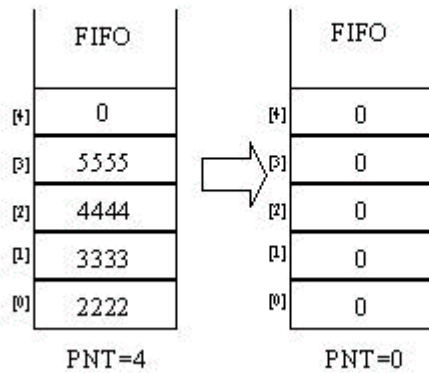 FIFO
[4] 0
[3] 5555
[2] 4444
[1] 3333
[0] 2222
PNT=4
FIFO
[4] 0
[3] 0
[2] 0
[1] 0
[0] 0
PNT=0